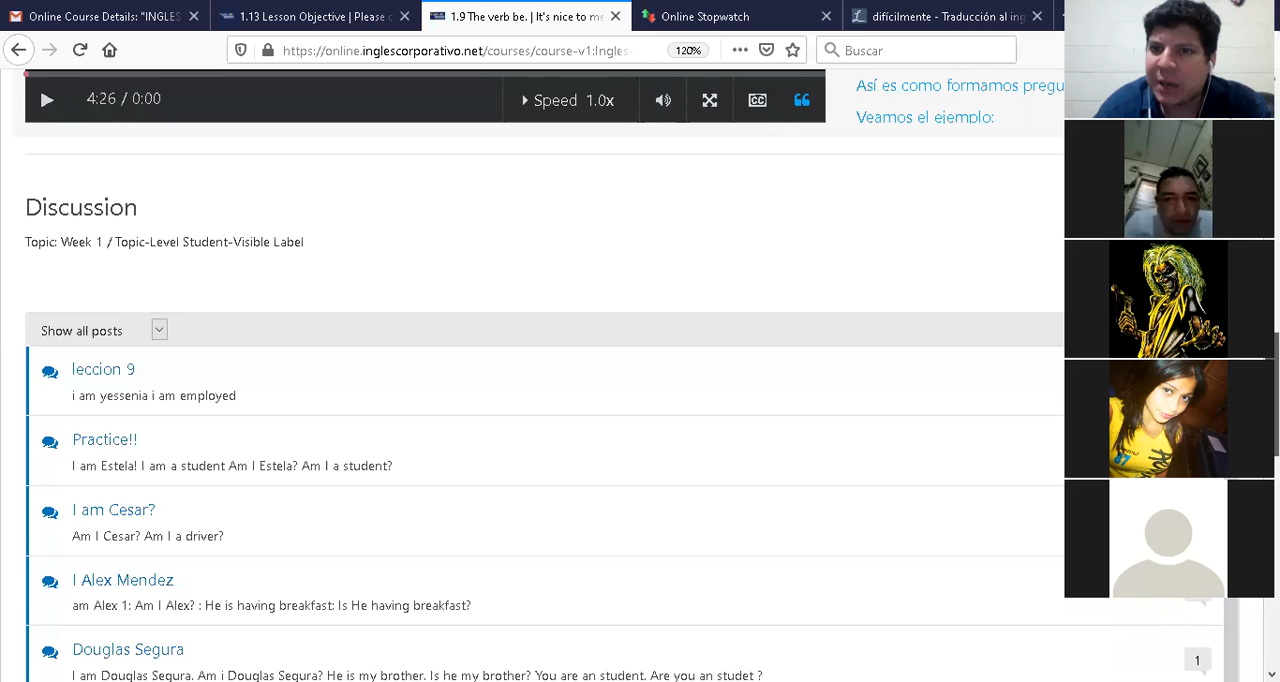 Online Course Details: "INGLES
1.13 Lesson Objective | Please c
1.9 The verb be. | It's nice to me
Online Stopwatch
difícilmente - Traducción al ing
https://online.inglescorporativo.net/courses/course-v1:Ingles
120%
Buscar
4:26 / 0:00
Speed 1.0x
CC
Así es como formamos pregu
Veamos el ejemplo:
Discussion
Topic: Week 1 / Topic-Level Student-Visible Label
Show all posts
leccion 9
i am yessenia i am employed
Practice!!
I am Estela! I am a student Am I Estela? Am I a student?
I am Cesar?
Am I Cesar? Am I a driver?
I Alex Mendez
am Alex 1: Am I Alex? : He is having breakfast: Is He having breakfast?
Douglas Segura
1
I am Douglas Segura. Am i Douglas Segura? He is my brother. Is he my brother? You are an student. Are you an studet ?
87